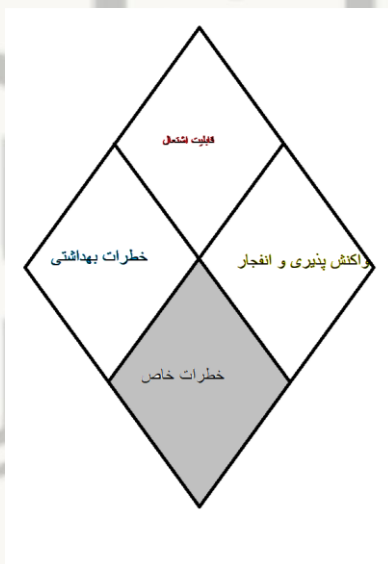 قابلیت اشتعال
خطرات بهداشتی
واکنش پذیری و انفجار
خطرات خاص